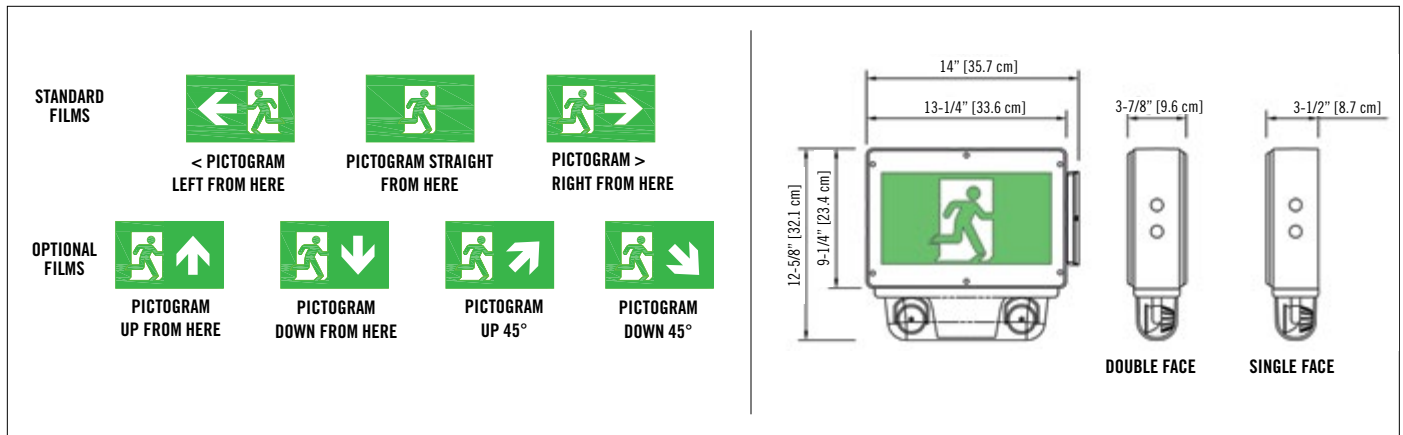 STANDARD
FILMS
< PICTOGRAM
LEFT FROM HERE
PICTOGRAM STRAIGHT
FROM HERE
PICTOGRAM >
RIGHT FROM HERE
OPTIONAL
FILMS
PICTOGRAM
UP FROM HERE
PICTOGRAM
DOWN FROM HERE
PICTOGRAM
UP 45°
PICTOGRAM
DOWN 45°
14” [35.7 cm]
13-1/4” [33.6 cm]
12-5/8” [32.1 cm]
9-1/4” [23.4 cm]
3-7/8” [9.6 cm]
3-1/2” [8.7 cm]
DOUBLE FACE
SINGLE FACE